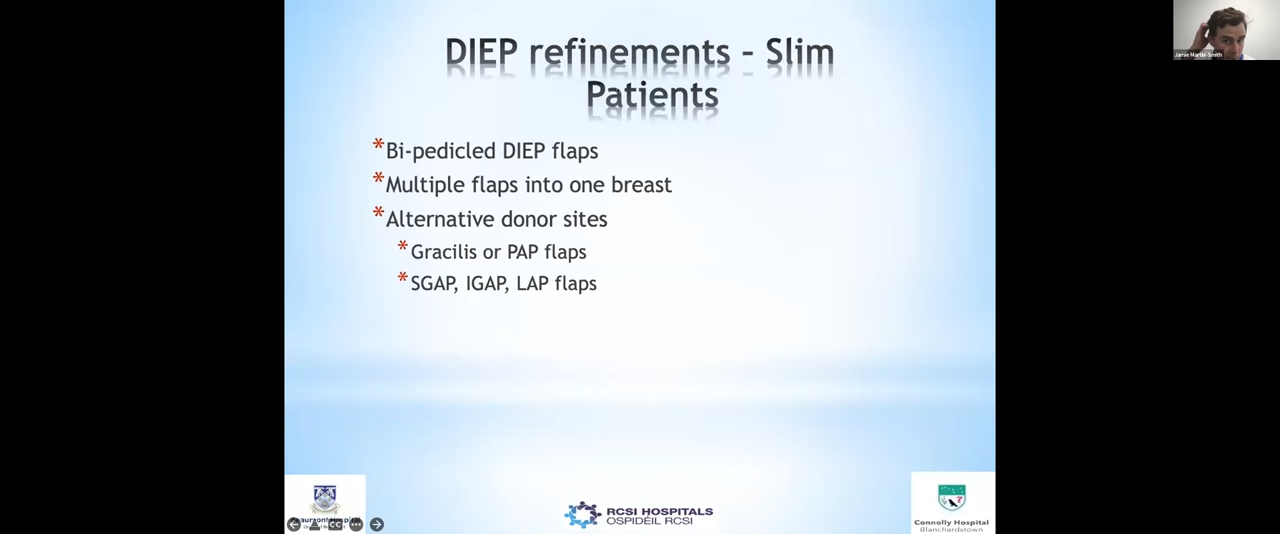 DIEP refinements - Slim
Patients
*Bi-pedicled DIEP flaps
*Multiple flaps into one breast
*Alternative donor sites
*Gracilis or PAP flaps
*SGAP, IGAP, LAP flaps
RCSI HOSPITALS
OSPIDÉIL RCSI
Connolly Hospital
Blanchardstown
CC